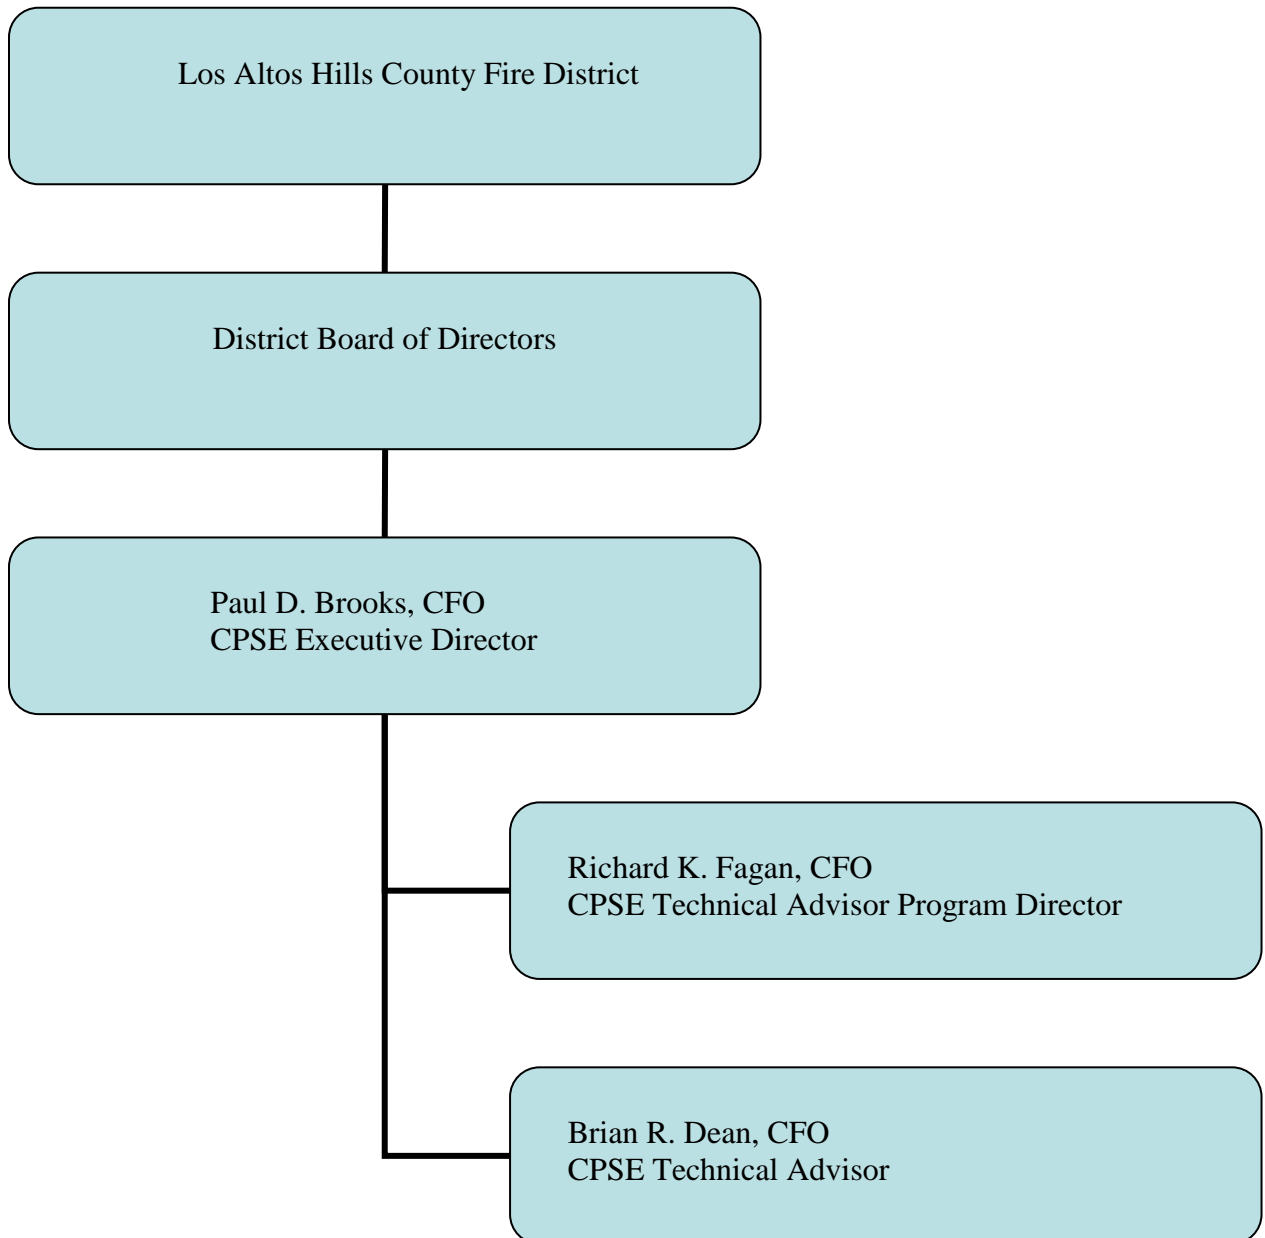 Los Altos Hills County Fire District
District Board of Directors
Paul D. Brooks, CFO
CPSE Executive Director
Richard K. Fagan, CFO
CPSE Technical Advisor Program Director
Brian R. Dean, CFO
CPSE Technical Advisor